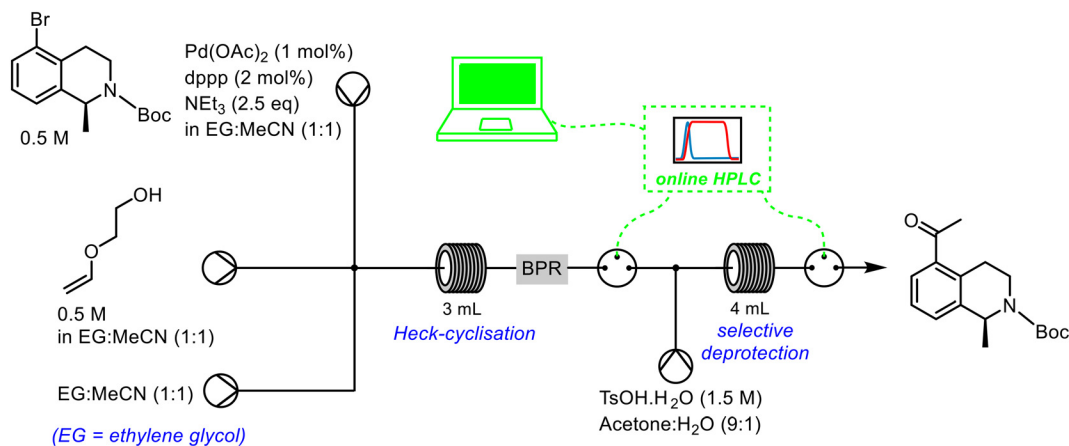 Br
N
Boc
0.5 M
Pd(OAc)2 (1 mol%)
dppp (2 mol%)
NEt3 (2.5 eq)
in EG:MeCN (1:1)
OH
O
0.5 M
in EG:MeCN (1:1)
EG:MeCN (1:1)
(EG = ethylene glycol)
3 mL
Heck-cyclisation
BPR
online HPLC
4 mL
selective
deprotection
TsOH.H2O (1.5 M)
Acetone:H2O (9:1)
O
N
Boc